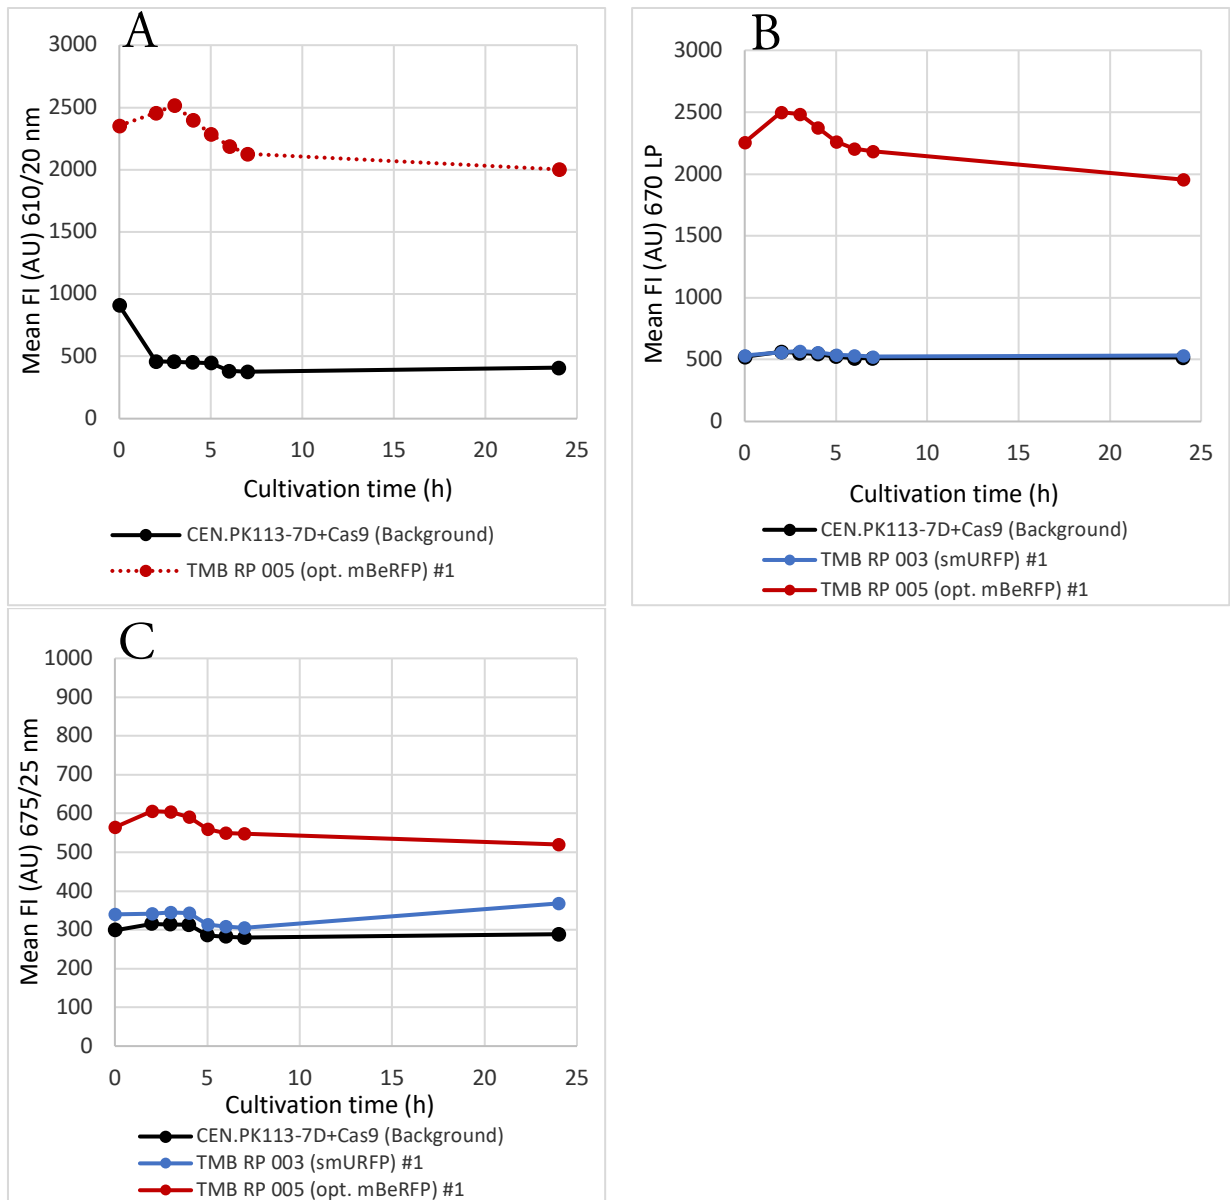 A
3000
2500
2000
1500
1000
500
0
Mean FI (AU) 610/20 nm
0 5 10 15 20 25
Cultivation time (h)
CEN.PK113-7D+Cas9 (Background)
TMB RP 005 (opt. mBeRFP) #1
B
3000
2500
2000
1500
1000
500
0
Mean FI (AU) 670 LP
0 5 10 15 20 25
Cultivation time (h)
CEN.PK113-7D+Cas9 (Background)
TMB RP 003 (smURFP) #1
TMB RP 005 (opt. mBeRFP) #1
C
1000
900
800
700
600
500
400
300
200
100
0
Mean FI (AU) 675/25 nm
0 5 10 15 20 25
Cultivation time (h)
CEN.PK113-7D+Cas9 (Background)
TMB RP 003 (smURFP) #1
TMB RP 005 (opt. mBeRFP) #1